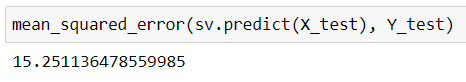 mean_squared_error(sv.predict(X_test), Y_test)
15.251136478559985